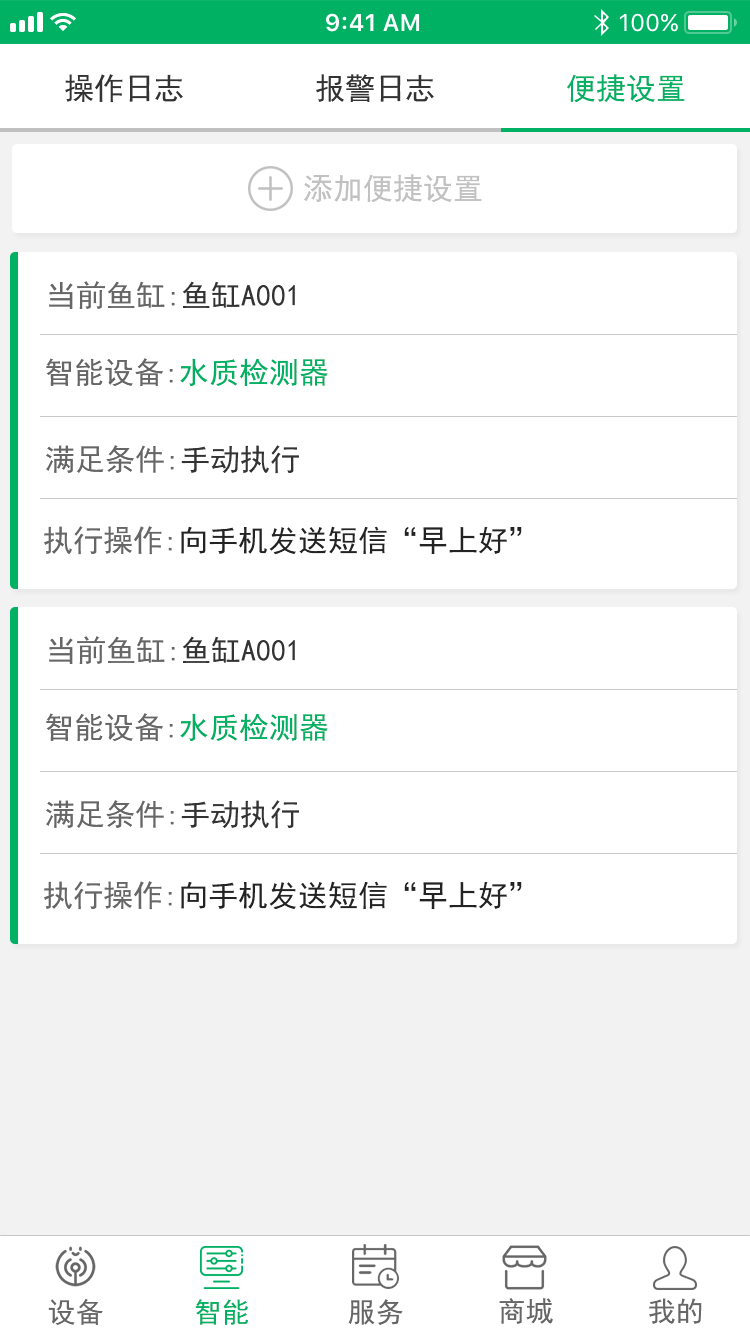 9:41 AM 100%
操作日志 报警日志 便捷设置
添加便捷设置
当前鱼缸:鱼缸A001
智能设备:水质检测器
满足条件:手动执行
执行操作:向手机发送短信“早上好”
当前鱼缸:鱼缸A001
智能设备:水质检测器
满足条件:手动执行
执行操作:向手机发送短信“早上好”
设备 智能 服务 商城 我的